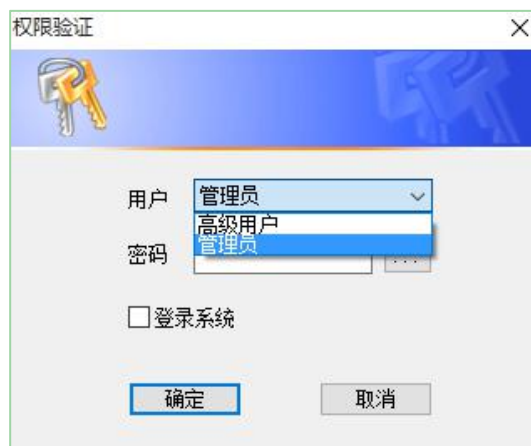 权限验证
用户 管理员
高级用户
管理员
密码 ...
登录系统
确定 取消